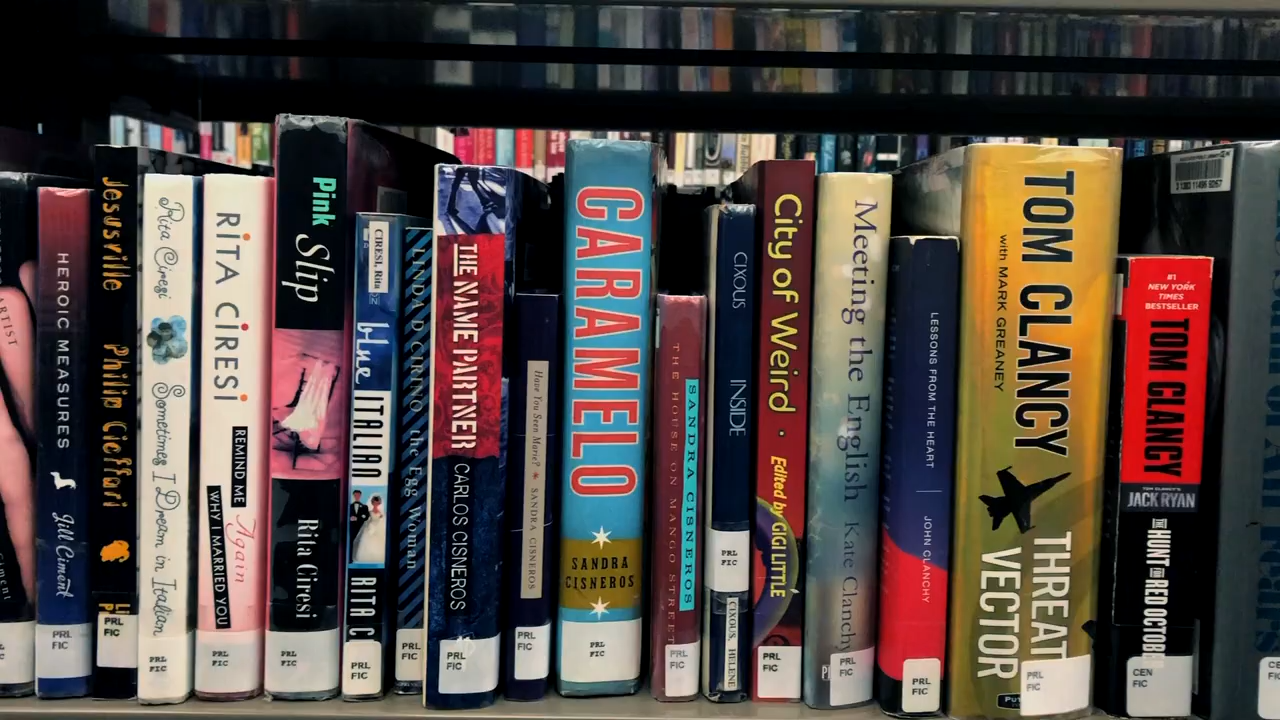 ARTIST
HEROIC MEASURES
Jill Ciment
PRL
FIC
Jesusville
Philip Cioffari
PRL
FIC
Rita Ciresi
Sometimes I Dream in Italian
PRL
FIC
RITA CIRESI
REMIND ME
Again
WHY I MARRIED YOU
PRL
FIC
Pink
Slip
Rita Ciresi
PRL
FIC
CIRESI, Rita
blue
ITALIAN
RITA C
PRL
FIC
LINDA D CIRINO the Egg Woman
PRL
FIC
THE NAME PARTNER
CARLOS CISNEROS
PRL
FIC
Have You Seen Marie?
SANDRA CISNEROS
PRL
FIC
CARAMELO
SANDRA
CISNEROS
PRL
FIC
THE HOUSE ON MANGO STREET
SANDRA CISNEROS
PRL
FIC
CIXOUS
INSIDE
PRL
FIC
CIXOUS, HELENE
City of Weird •
Edited by GIGI LITTLE
PRL
FIC
Meeting the English
Kate Clanchy
PRL
FIC
LESSONS FROM THE HEART
JOHN CLANCHY
PRL
FIC
TOM CLANCY
with MARK GREANEY
THREAT
VECTOR
PRL
FIC
#1
NEW YORK
TIMES
BESTSELLER
TOM CLANCY
TOM CLANCY'S
JACK RYAN
THE HUNT FOR RED OCTOBER
CEN
FIC